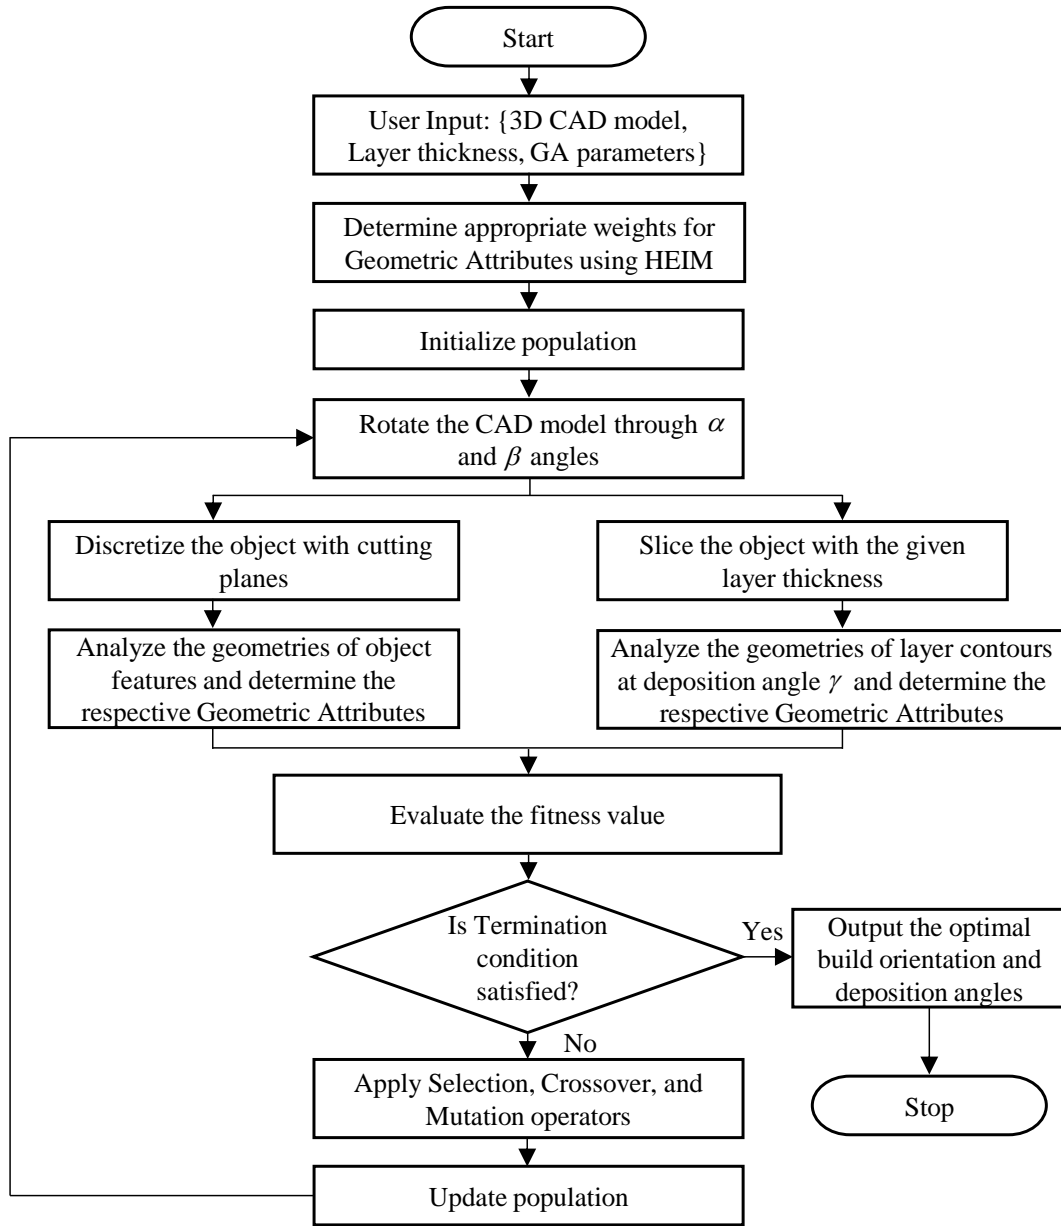 Start
User Input: {3D CAD model,
Layer thickness, GA parameters}
Determine appropriate weights for
Geometric Attributes using HEIM
Initialize population
Rotate the CAD model through α
and β angles
Discretize the object with cutting
planes
Slice the object with the given
layer thickness
Analyze the geometries of object
features and determine the
respective Geometric Attributes
Analyze the geometries of layer contours
at deposition angle γ and determine the
respective Geometric Attributes
Evaluate the fitness value
Is Termination
condition
satisfied?
Yes
Output the optimal
build orientation and
deposition angles
No
Apply Selection, Crossover, and
Mutation operators
Stop
Update population